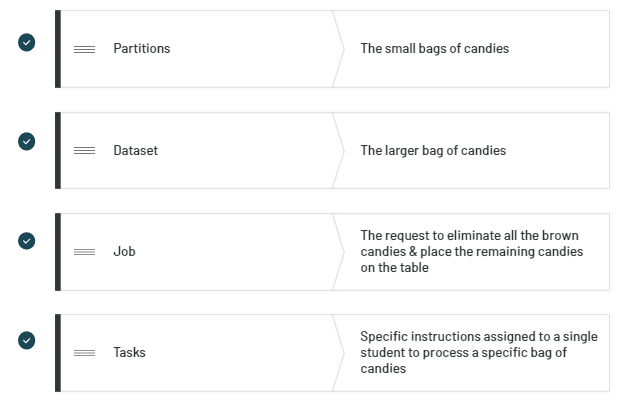 Partitions
The small bags of candies
Dataset
The larger bag of candies
Job
The request to eliminate all the brown
candies & place the remaining candies
on the table
Tasks
Specific instructions assigned to a single
student to process a specific bag of
candies